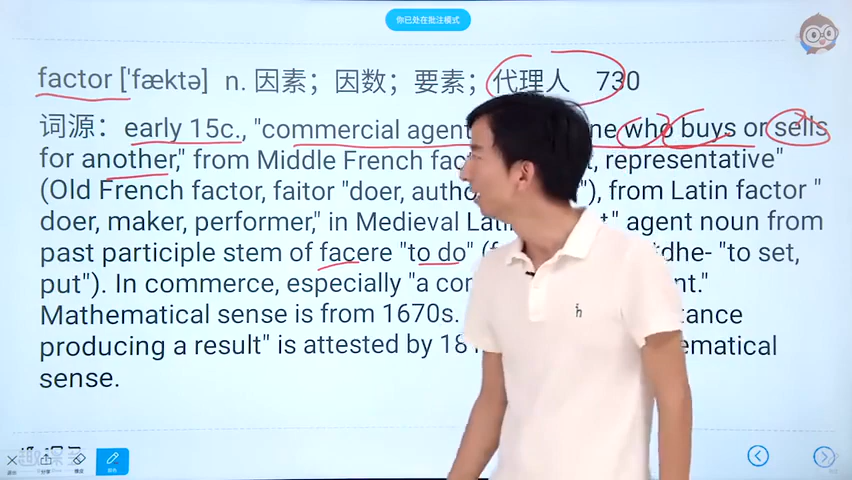 你已处在批注模式
factor ['fæktə] n. 因素；因数；要素；代理人 730
词源：early 15c., "commercial agent ne who buys or sells
for another," from Middle French fac representative"
(Old French factor, faitor "doer, autho "), from Latin factor "
doer, maker, performer," in Medieval Lati " agent noun from
past participle stem of facere "to do" ( dhe- "to set,
put"). In commerce, especially "a co nt."
Mathematical sense is from 1670s. tance
producing a result" is attested by 18 ematical
sense.